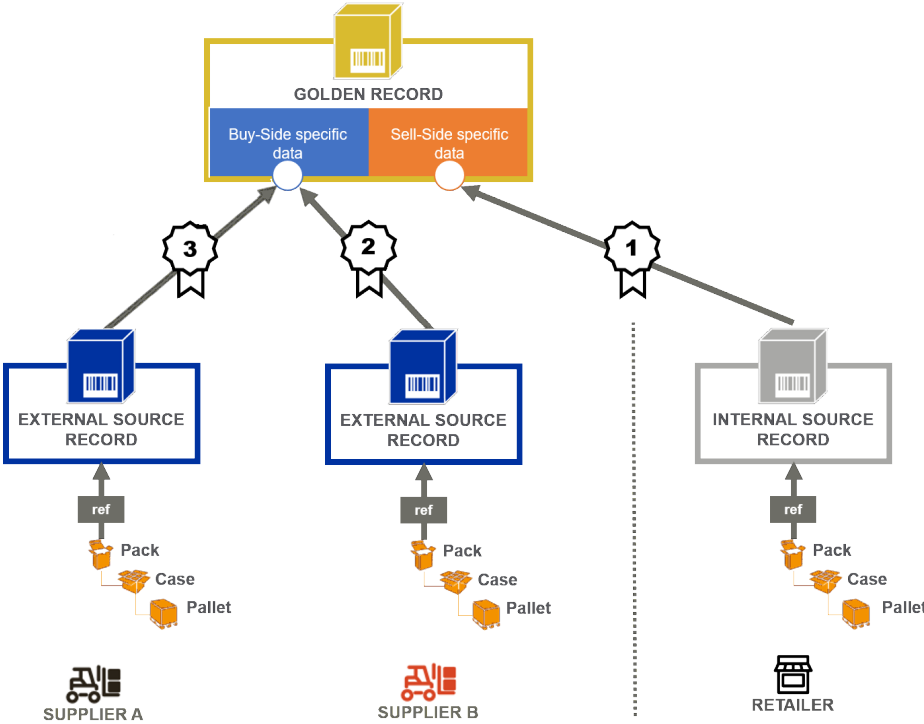 GOLDEN RECORD
Buy-Side specific
data
Sell-Side specific
data
3
2
1
EXTERNAL SOURCE
RECORD
EXTERNAL SOURCE
RECORD
INTERNAL SOURCE
RECORD
ref
ref
ref
Pack
Case
Pallet
Pack
Case
Pallet
Pack
Case
Pallet
SUPPLIER A
SUPPLIER B
RETAILER